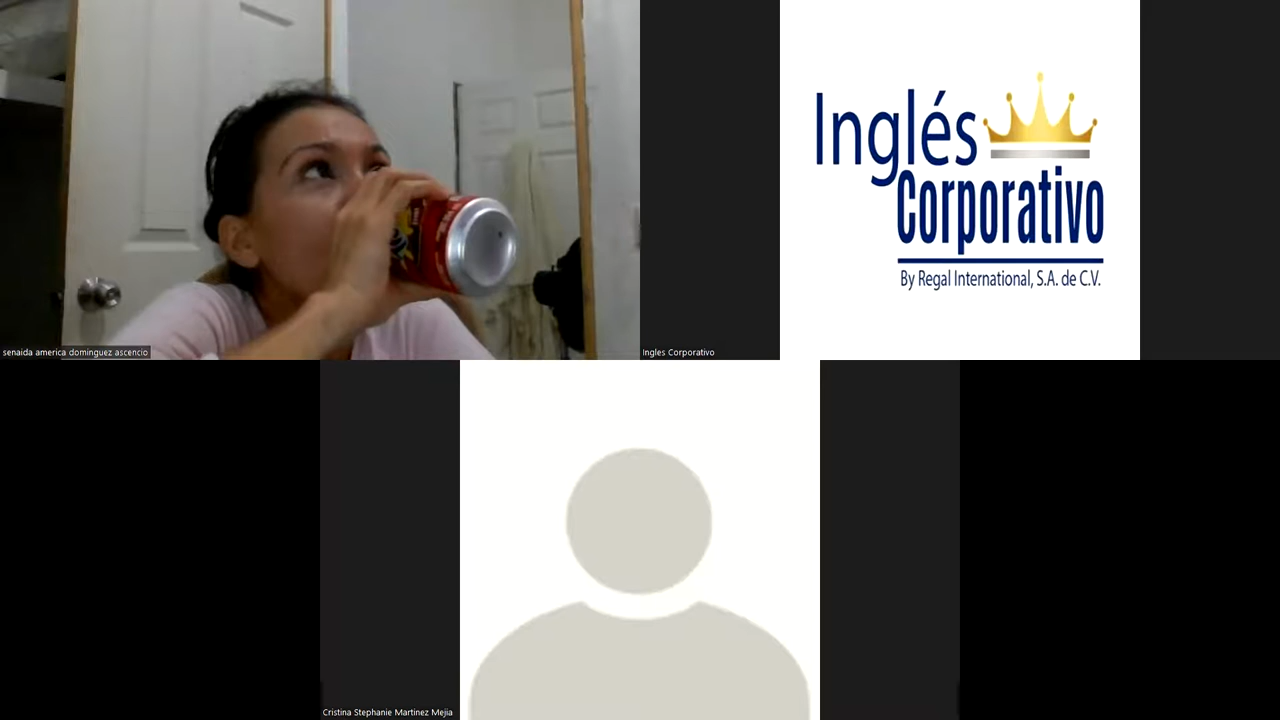 Inglés
Corporativo
By Regal International, S.A. de C.V.
senaida america dominguez ascencio
Ingles Corporativo
Cristina Stephanie Martinez Mejia